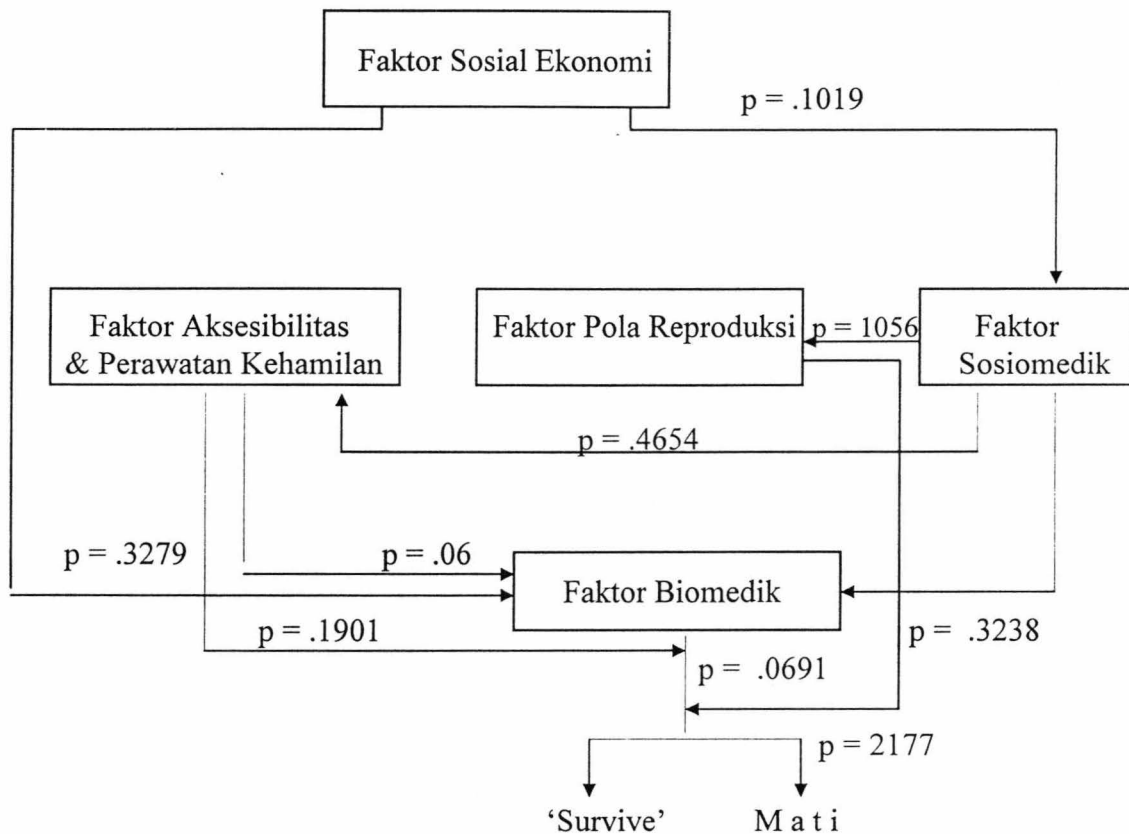 Faktor Sosial Ekonomi
p = .1019
Faktor Aksesibilitas
& Perawatan Kehamilan
Faktor Pola Reproduksi
p = 1056
Faktor
Sosiomedik
p = .4654
p = .3279
p = .06
Faktor Biomedik
p = .1901
p = .0691
p = .3238
p = 2177
‘Survive’
M a t i